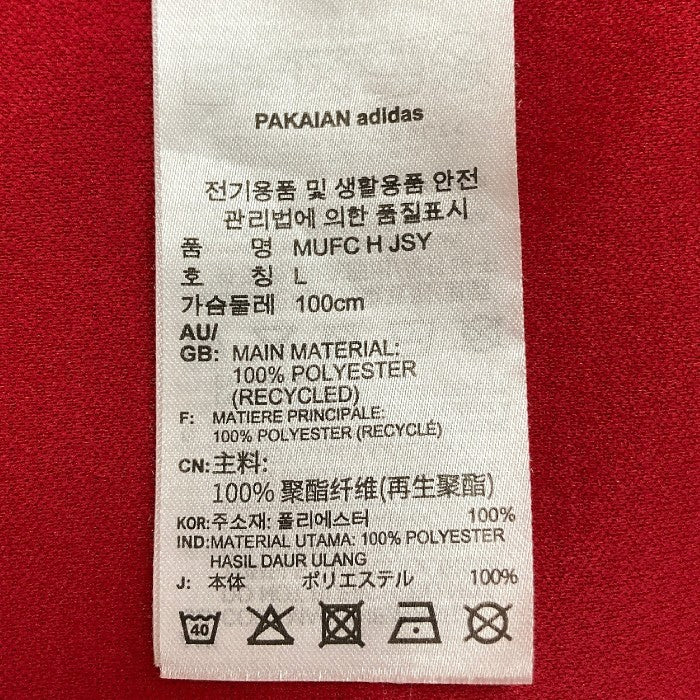 PAKAIAN adidas
전기용품 및 생활용품 안전
관리법에 의한 품질표시
품 명 MUFC H JSY
호 칭 L
가슴둘레 100cm
AU/
GB: MAIN MATERIAL:
100% POLYESTER
(RECYCLED)
F: MATIERE PRINCIPALE:
100% POLYESTER (RECYCLÉ)
CN:主料:
100% 聚酯纤维(再生聚酯)
KOR:주소재: 폴리에스터 100%
IND:MATERIAL UTAMA: 100% POLYESTER
HASIL DAUR ULANG
J: 本体 ポリエステル 100%
40